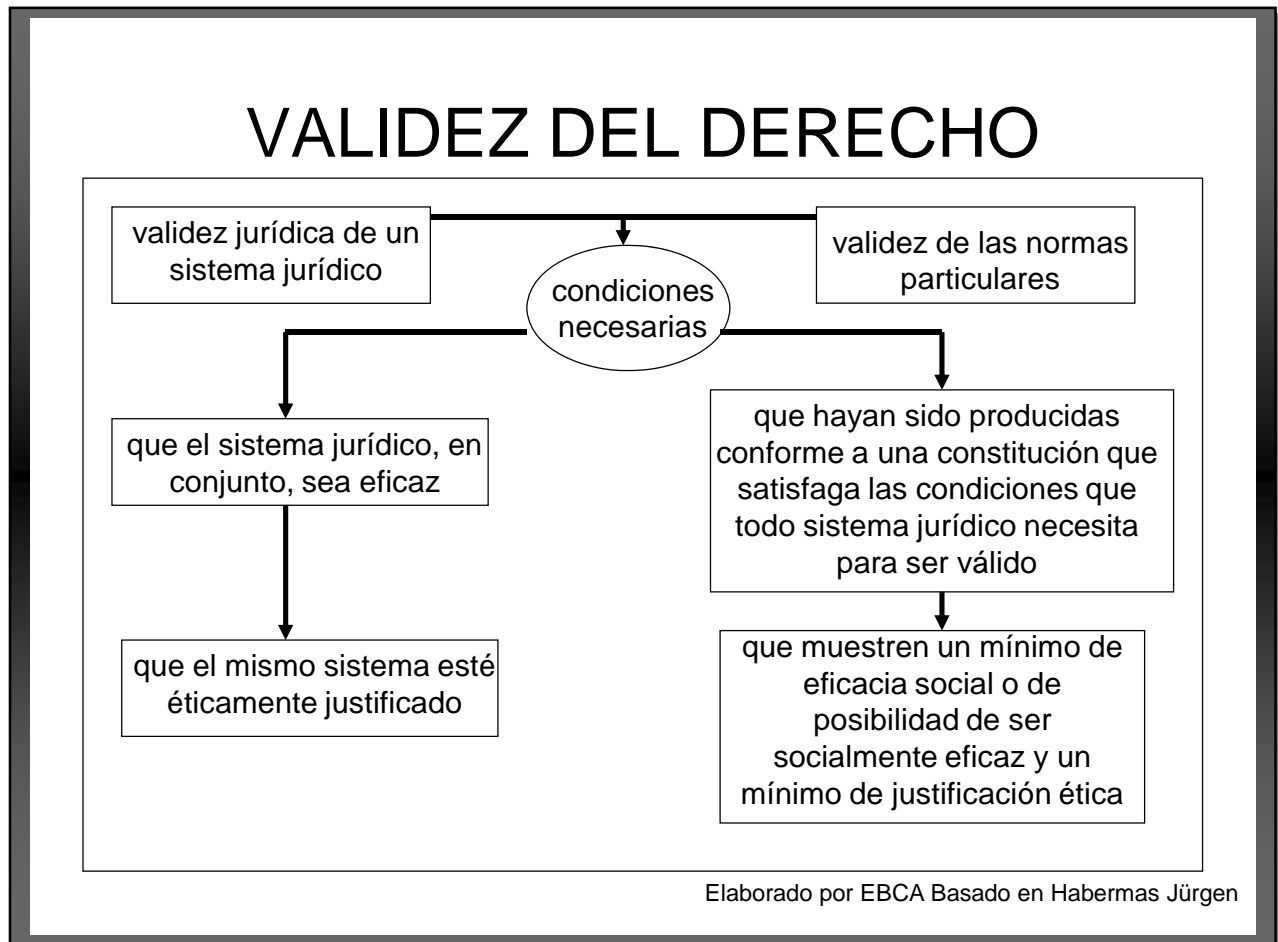 VALIDEZ DEL DERECHO
validez jurídica de un
sistema jurídico
validez de las normas
particulares
condiciones
necesarias
que el sistema jurídico, en
conjunto, sea eficaz
que el mismo sistema esté
éticamente justificado
que hayan sido producidas
conforme a una constitución que
satisfaga las condiciones que
todo sistema jurídico necesita
para ser válido
que muestren un mínimo de
eficacia social o de
posibilidad de ser
socialmente eficaz y un
mínimo de justificación ética
Elaborado por EBCA Basado en Habermas Jürgen